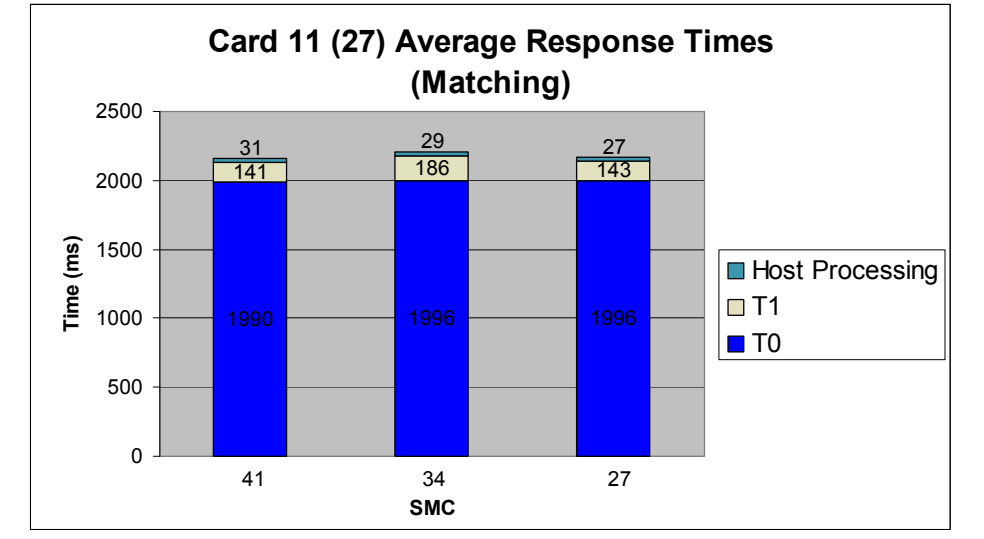 Card 11 (27) Average Response Times
(Matching)
2500
2000
1500
1000
500
0
Time (ms)
31
29
27
141
186
143
1990
1996
1996
41
34
27
SMC
Host Processing
T1
T0